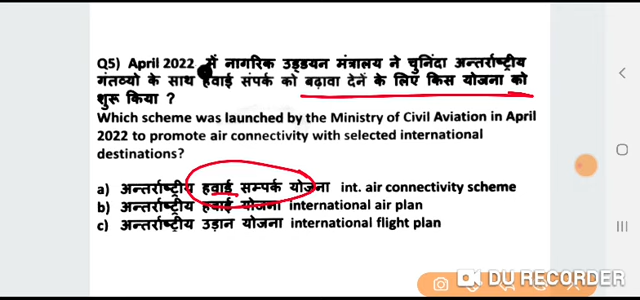 Q5) April 2022 में नागरिक उड्डयन मंत्रालय ने चुनिंदा अन्तर्राष्ट्रीय
गंतव्यो के साथ हवाई संपर्क को बढ़ावा देनें के लिए किस योजना को
शुरू किया ?
Which scheme was launched by the Ministry of Civil Aviation in April
2022 to promote air connectivity with selected international
destinations?
a) अन्तर्राष्ट्रीय हवाई सम्पर्क योजना int. air connectivity scheme
b) अन्तर्राष्ट्रीय हवाई योजना international air plan
c) अन्तर्राष्ट्रीय उड़ान योजना international flight plan
DU RECORDER